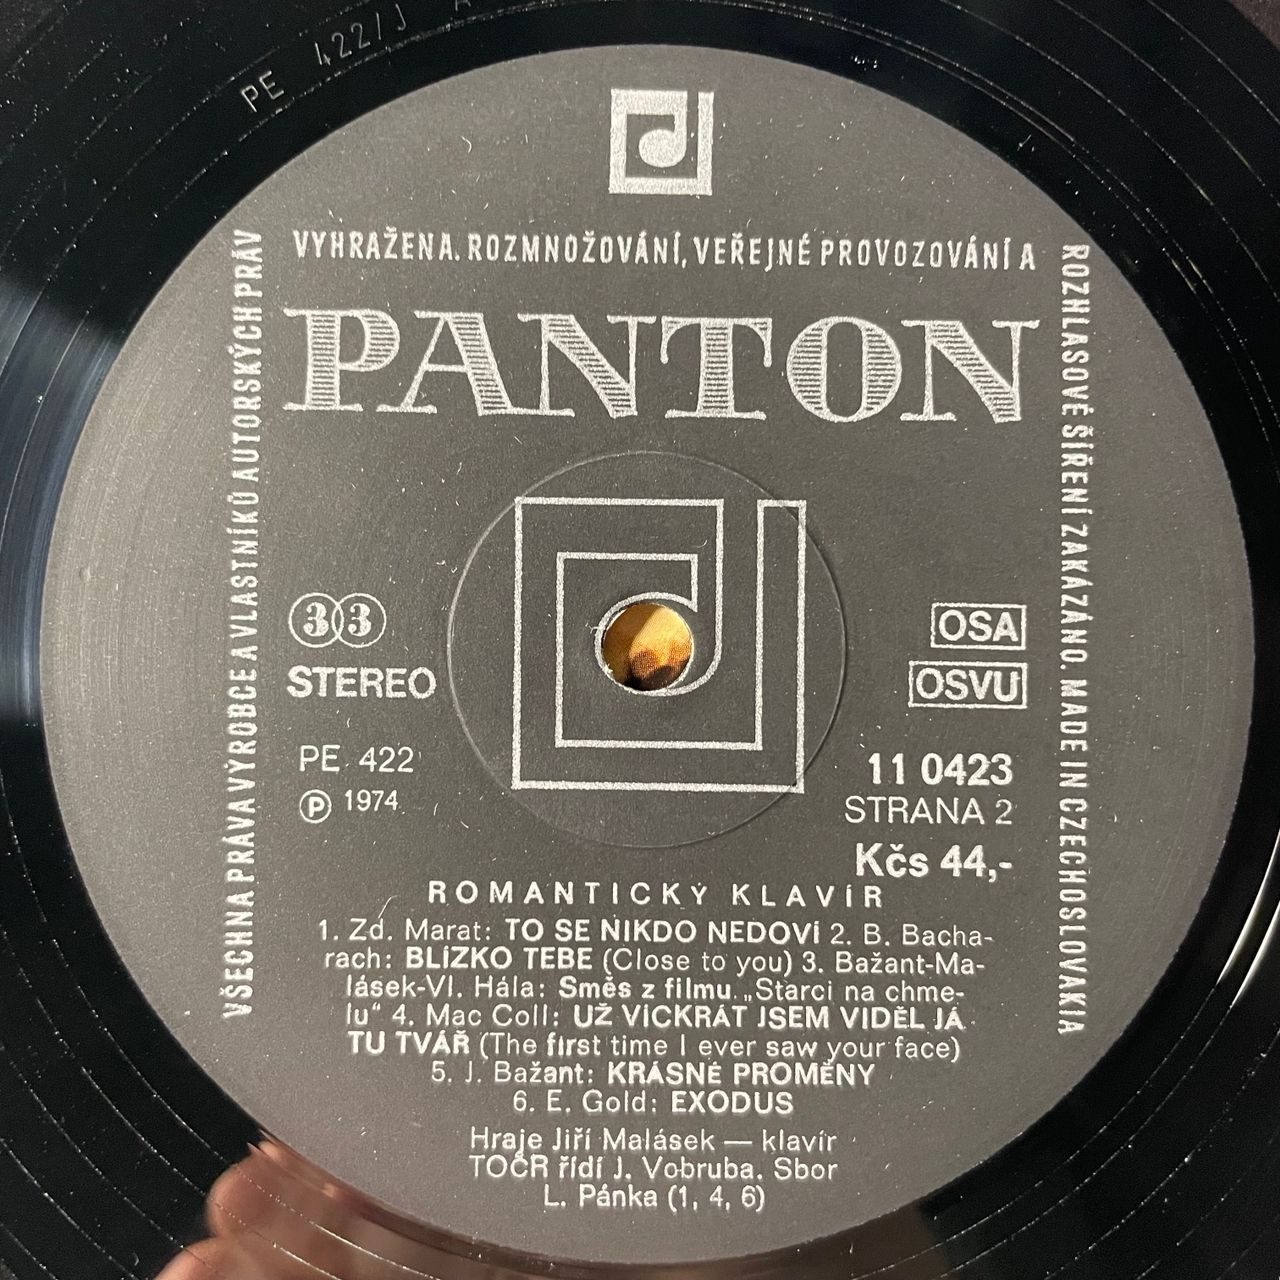 PE 422/J A
VŠECHNA PRÁVA VÝROBCE A VLASTNÍKŮ AUTORSKÝCH PRÁV
VYHRAŽENA. ROZMNOŽOVÁNÍ, VEŘEJNÉ PROVOZOVÁNÍ A
ROZHLASOVÉ ŠÍŘENÍ ZAKÁZÁNO. MADE IN CZECHOSLOVAKIA
PANTON
33
STEREO
PE 422
Ⓟ 1974
OSA
OSVU
11 0423
STRANA 2
Kčs 44,-
ROMANTICKÝ KLAVÍR
1. Zd. Marat: TO SE NIKDO NEDOVÍ 2. B. Bacha-
rach: BLÍZKO TEBE (Close to you) 3. Bažant-Ma-
lásek-Vl. Hála: Směs z filmu „Starci na chme-
lu“ 4. Mac Coll: UŽ VÍCKRÁT JSEM VIDĚL JÁ
TU TVÁŘ (The first time I ever saw your face)
5. J. Bažant: KRÁSNÉ PROMĚNY
6. E. Gold: EXODUS
Hraje Jiří Malásek — klavír
TOČR řídí J. Vobruba. Sbor
L. Pánka (1, 4, 6)